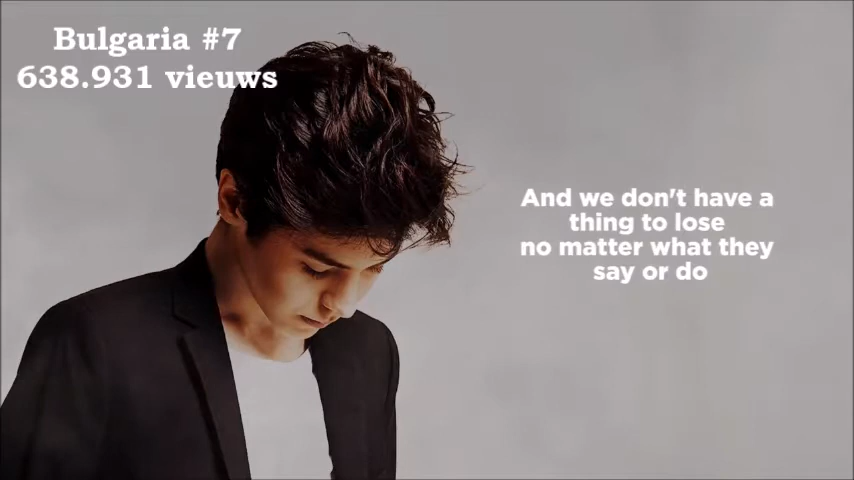 Bulgaria #7
638.931 vieuws
And we don't have a
thing to lose
no matter what they
say or do